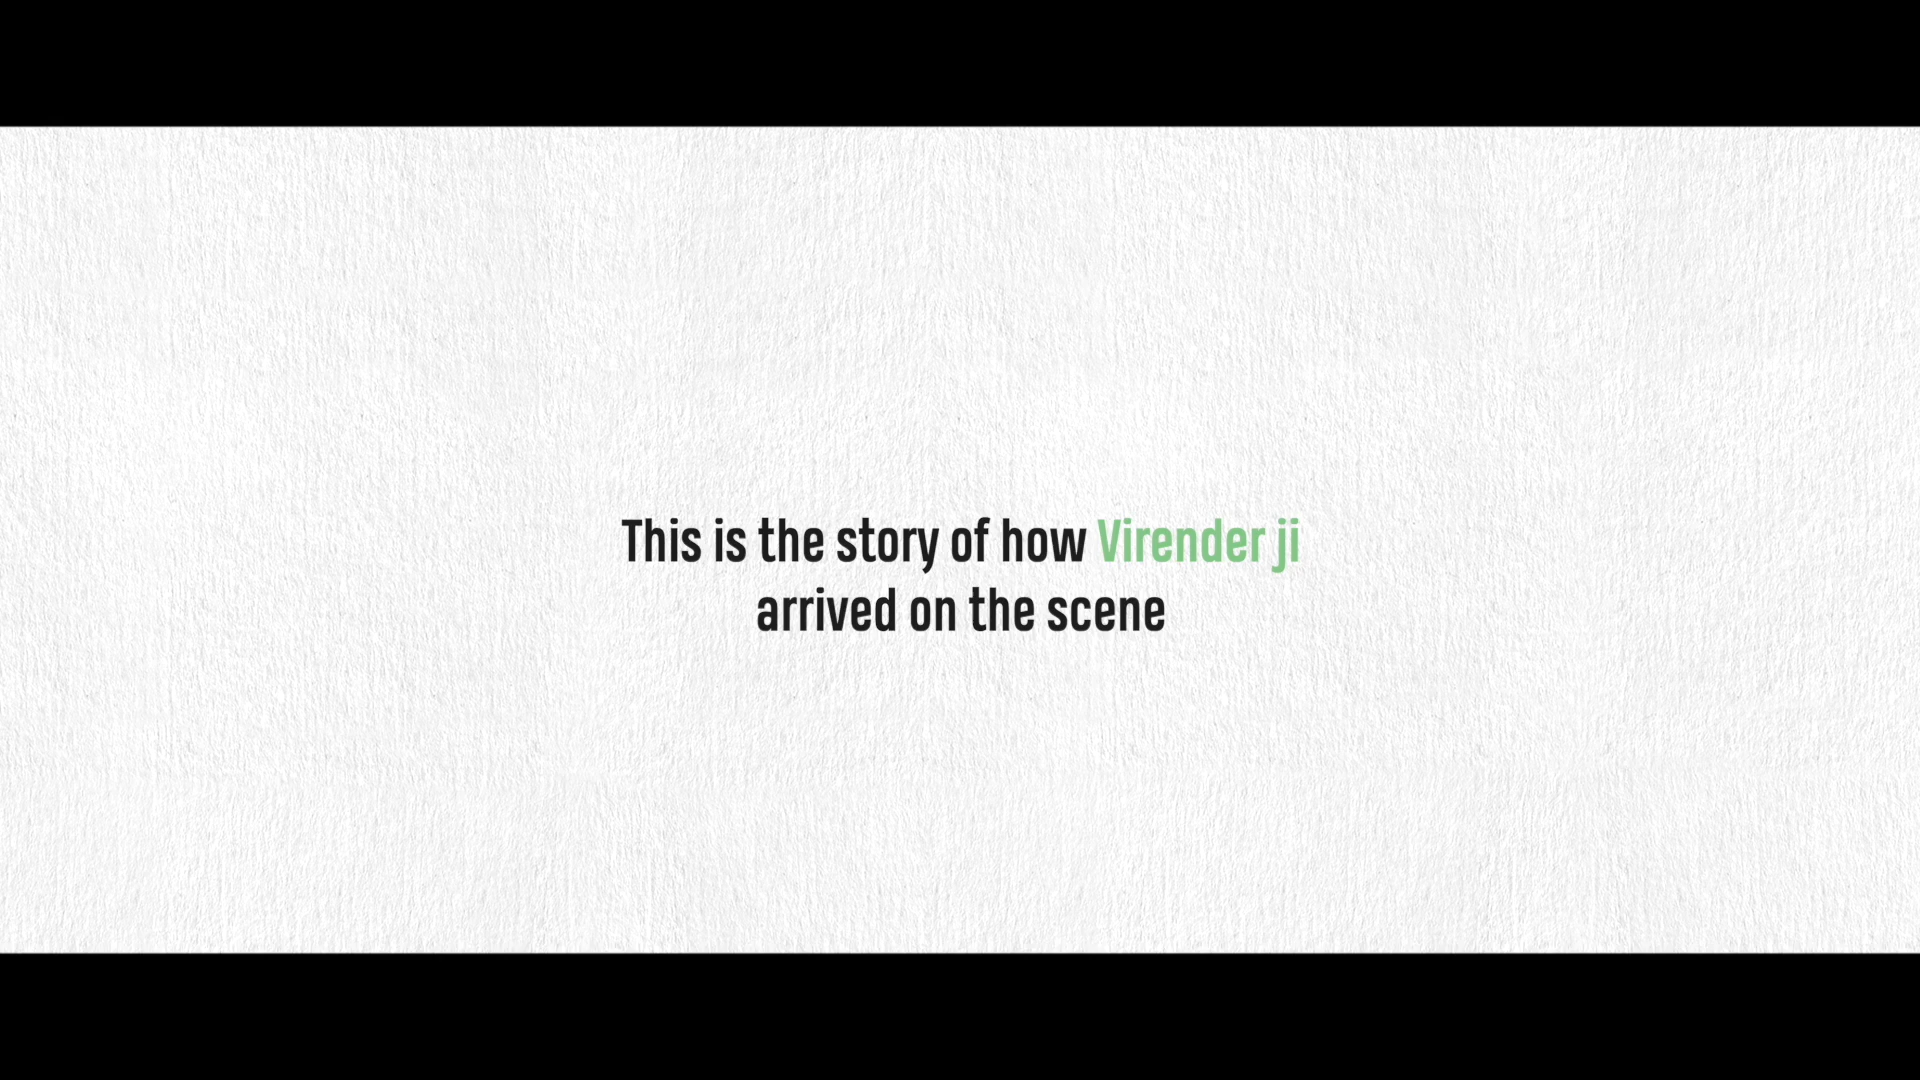 This is the story of how Virender ji
arrived on the scene